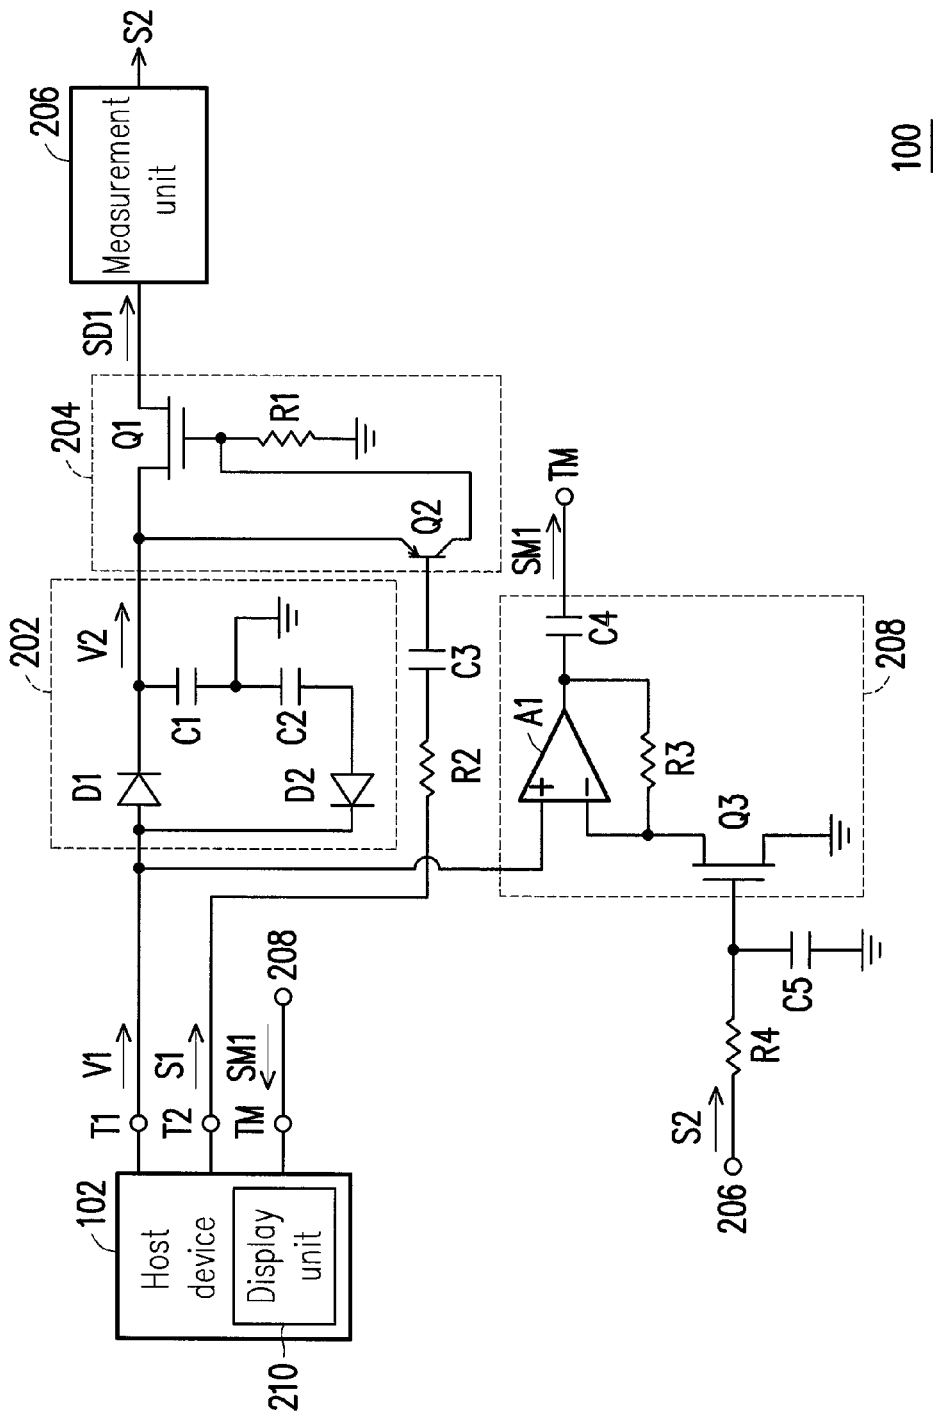 102
Host
device
Display
unit
210
T1
T2
TM
V1
S1
SM1
208
202
D1
D2
C1
C2
V2
204
Q1
Q2
R1
R2
C3
SD1
206
Measurement
unit
S2
A1
+
−
R3
Q3
C4
SM1
TM
208
206
S2
R4
C5
100